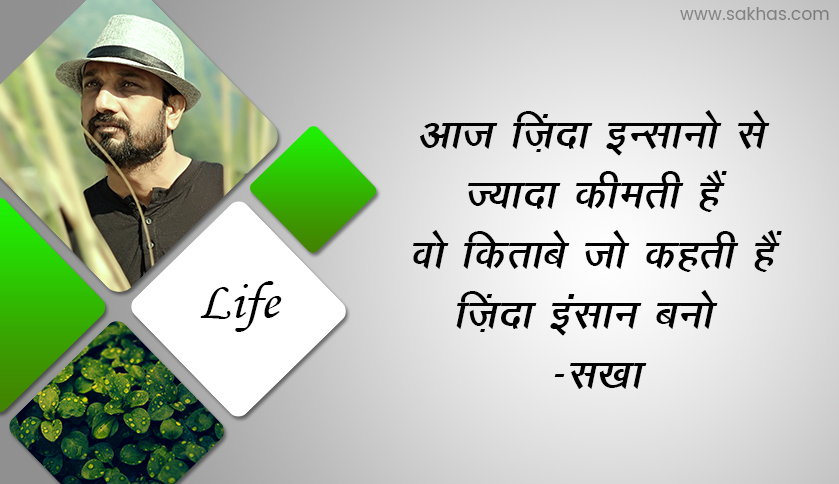 www.sakhas.com
आज ज़िंदा इन्सानो से
ज्यादा कीमती हैं
वो किताबे जो कहती हैं
ज़िंदा इंसान बनो
-सखा
Life